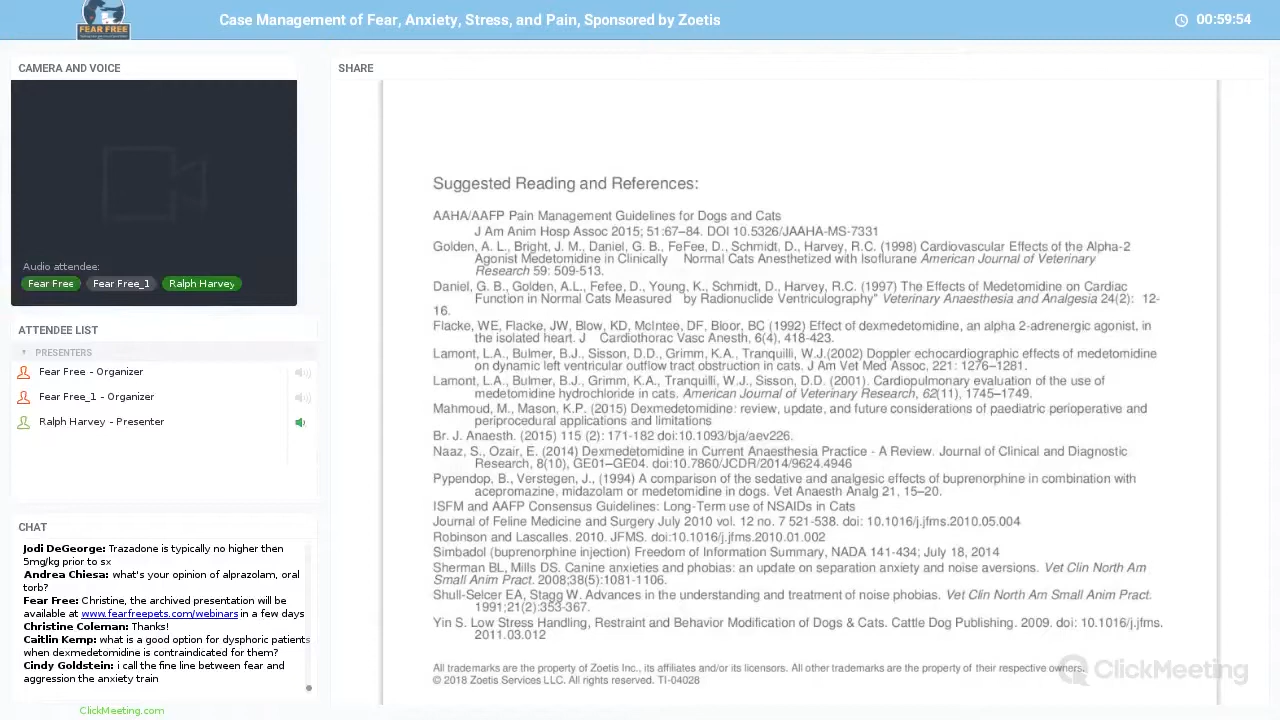 FEAR FREE
Case Management of Fear, Anxiety, Stress, and Pain, Sponsored by Zoetis
00:59:54
CAMERA AND VOICE
Audio attendee:
Fear Free
Fear Free_1
Ralph Harvey
ATTENDEE LIST
PRESENTERS
Fear Free - Organizer
Fear Free_1 - Organizer
Ralph Harvey - Presenter
CHAT
Jodi DeGeorge: Trazadone is typically no higher then
5mg/kg prior to sx
Andrea Chiesa: what's your opinion of alprazolam, oral
torb?
Fear Free: Christine, the archived presentation will be
available at www.fearfreepets.com/webinars in a few days
Christine Coleman: Thanks!
Caitlin Kemp: what is a good option for dysphoric patients
when dexmedetomidine is contraindicated for them?
Cindy Goldstein: i call the fine line between fear and
aggression the anxiety train
ClickMeeting.com
SHARE
Suggested Reading and References:
AAHA/AAFP Pain Management Guidelines for Dogs and Cats
J Am Anim Hosp Assoc 2015; 51:67–84. DOI 10.5326/JAAHA-MS-7331
Golden, A. L., Bright, J. M., Daniel, G. B., FeFee, D., Schmidt, D., Harvey, R.C. (1998) Cardiovascular Effects of the Alpha-2
Agonist Medetomidine in Clinically Normal Cats Anesthetized with Isoflurane American Journal of Veterinary
Research 59: 509-513.
Daniel, G. B., Golden, A.L., Fefee, D., Young, K., Schmidt, D., Harvey, R.C. (1997) The Effects of Medetomidine on Cardiac
Function in Normal Cats Measured by Radionuclide Ventriculography" Veterinary Anaesthesia and Analgesia 24(2): 12-
16.
Flacke, WE, Flacke, JW, Blow, KD, McIntee, DF, Bloor, BC (1992) Effect of dexmedetomidine, an alpha 2-adrenergic agonist, in
the isolated heart. J Cardiothorac Vasc Anesth. 6(4), 418-423.
Lamont, L.A., Bulmer, B.J., Sisson, D.D., Grimm, K.A., Tranquilli, W.J.(2002) Doppler echocardiographic effects of medetomidine
on dynamic left ventricular outflow tract obstruction in cats. J Am Vet Med Assoc, 221: 1276–1281.
Lamont, L.A., Bulmer, B.J., Grimm, K.A., Tranquilli, W.J., Sisson, D.D. (2001). Cardiopulmonary evaluation of the use of
medetomidine hydrochloride in cats. American Journal of Veterinary Research, 62(11), 1745–1749.
Mahmoud, M., Mason, K.P. (2015) Dexmedetomidine: review, update, and future considerations of paediatric perioperative and
periprocedural applications and limitations
Br. J. Anaesth. (2015) 115 (2): 171-182 doi:10.1093/bja/aev226.
Naaz, S., Ozair, E. (2014) Dexmedetomidine in Current Anaesthesia Practice - A Review. Journal of Clinical and Diagnostic
Research, 8(10), GE01–GE04. doi:10.7860/JCDR/2014/9624.4946
Pypendop, B., Verstegen, J., (1994) A comparison of the sedative and analgesic effects of buprenorphine in combination with
acepromazine, midazolam or medetomidine in dogs. Vet Anaesth Analg 21, 15–20.
ISFM and AAFP Consensus Guidelines: Long-Term use of NSAIDs in Cats
Journal of Feline Medicine and Surgery July 2010 vol. 12 no. 7 521-538. doi: 10.1016/j.jfms.2010.05.004
Robinson and Lascalles. 2010. JFMS. doi:10.1016/j.jfms.2010.01.002
Simbadol (buprenorphine injection) Freedom of Information Summary, NADA 141-434; July 18, 2014
Sherman BL, Mills DS. Canine anxieties and phobias: an update on separation anxiety and noise aversions. Vet Clin North Am
Small Anim Pract. 2008;38(5):1081-1106.
Shull-Selcer EA, Stagg W. Advances in the understanding and treatment of noise phobias. Vet Clin North Am Small Anim Pract.
1991;21(2):353-367.
Yin S. Low Stress Handling, Restraint and Behavior Modification of Dogs & Cats. Cattle Dog Publishing. 2009. doi: 10.1016/j.jfms.
2011.03.012
All trademarks are the property of Zoetis Inc., its affiliates and/or its licensors. All other trademarks are the property of their respective owners.
© 2018 Zoetis Services LLC. All rights reserved. TI-04028
ClickMeeting